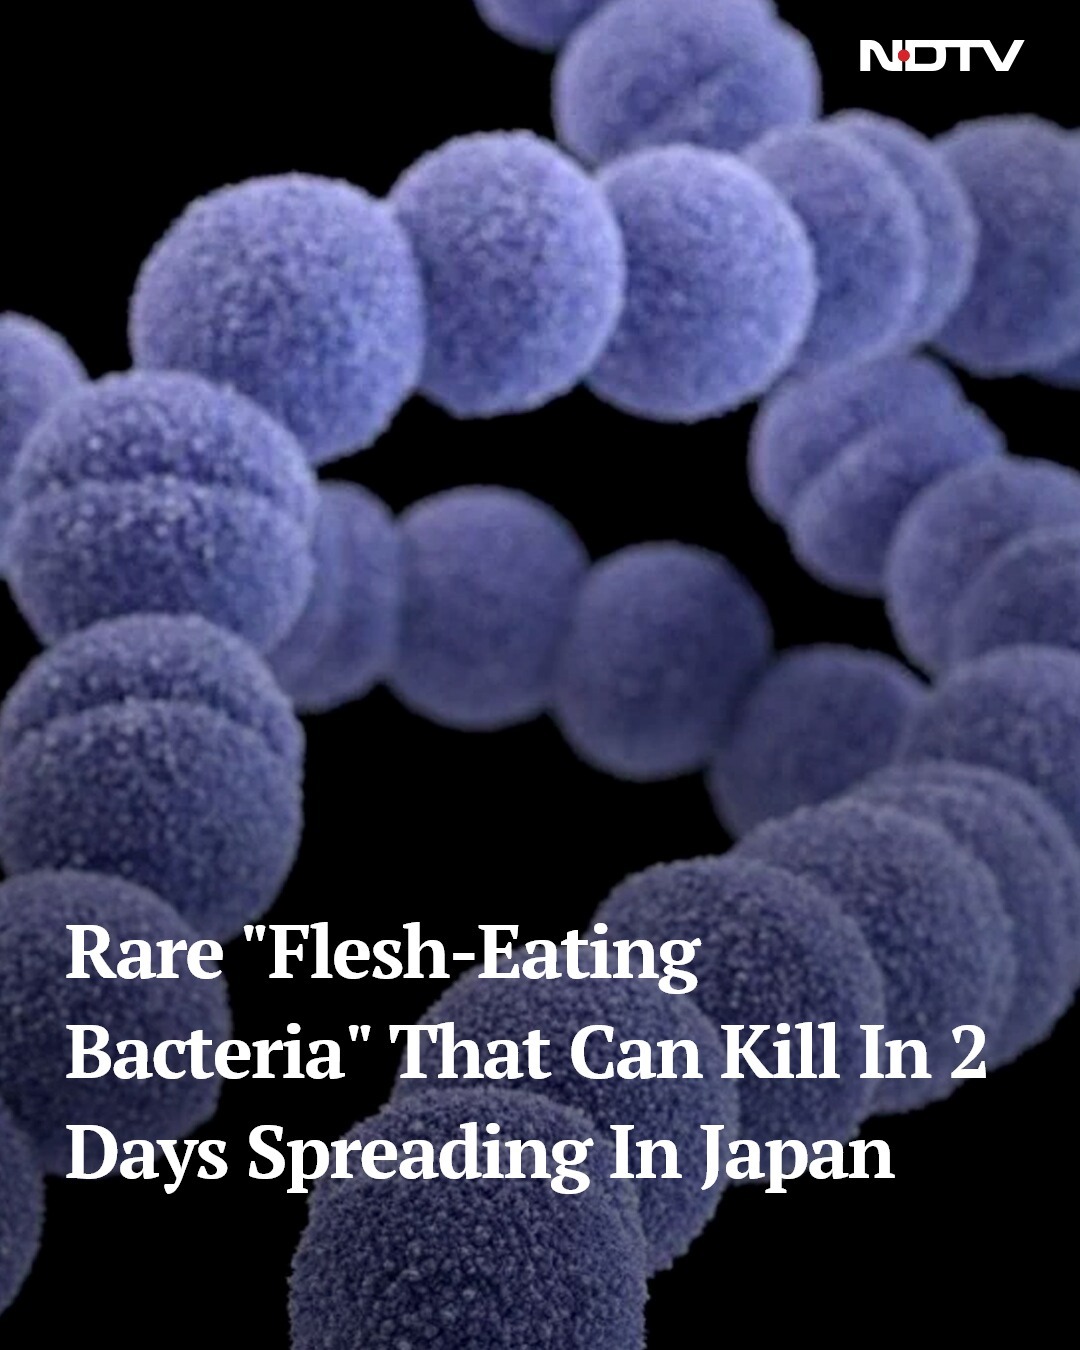 NDTV
Rare "Flesh-Eating
Bacteria" That Can Kill In 2
Days Spreading In Japan